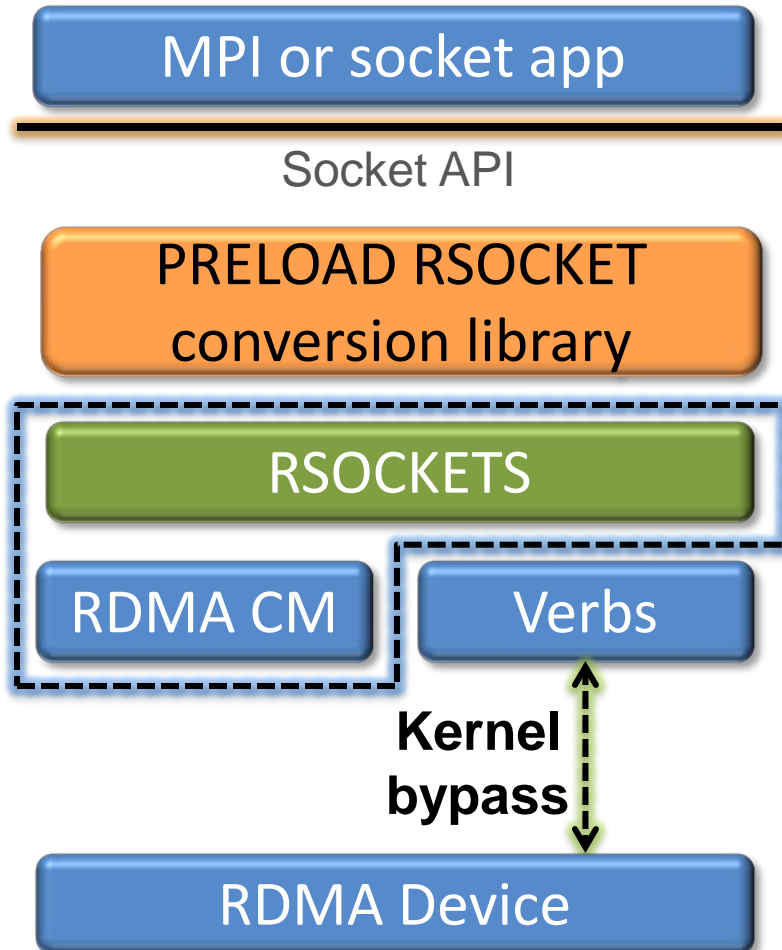 MPI or socket app
Socket API
PRELOAD RSOCKET
conversion library
RSOCKETS
RDMA CM
Verbs
Kernel
bypass
RDMA Device